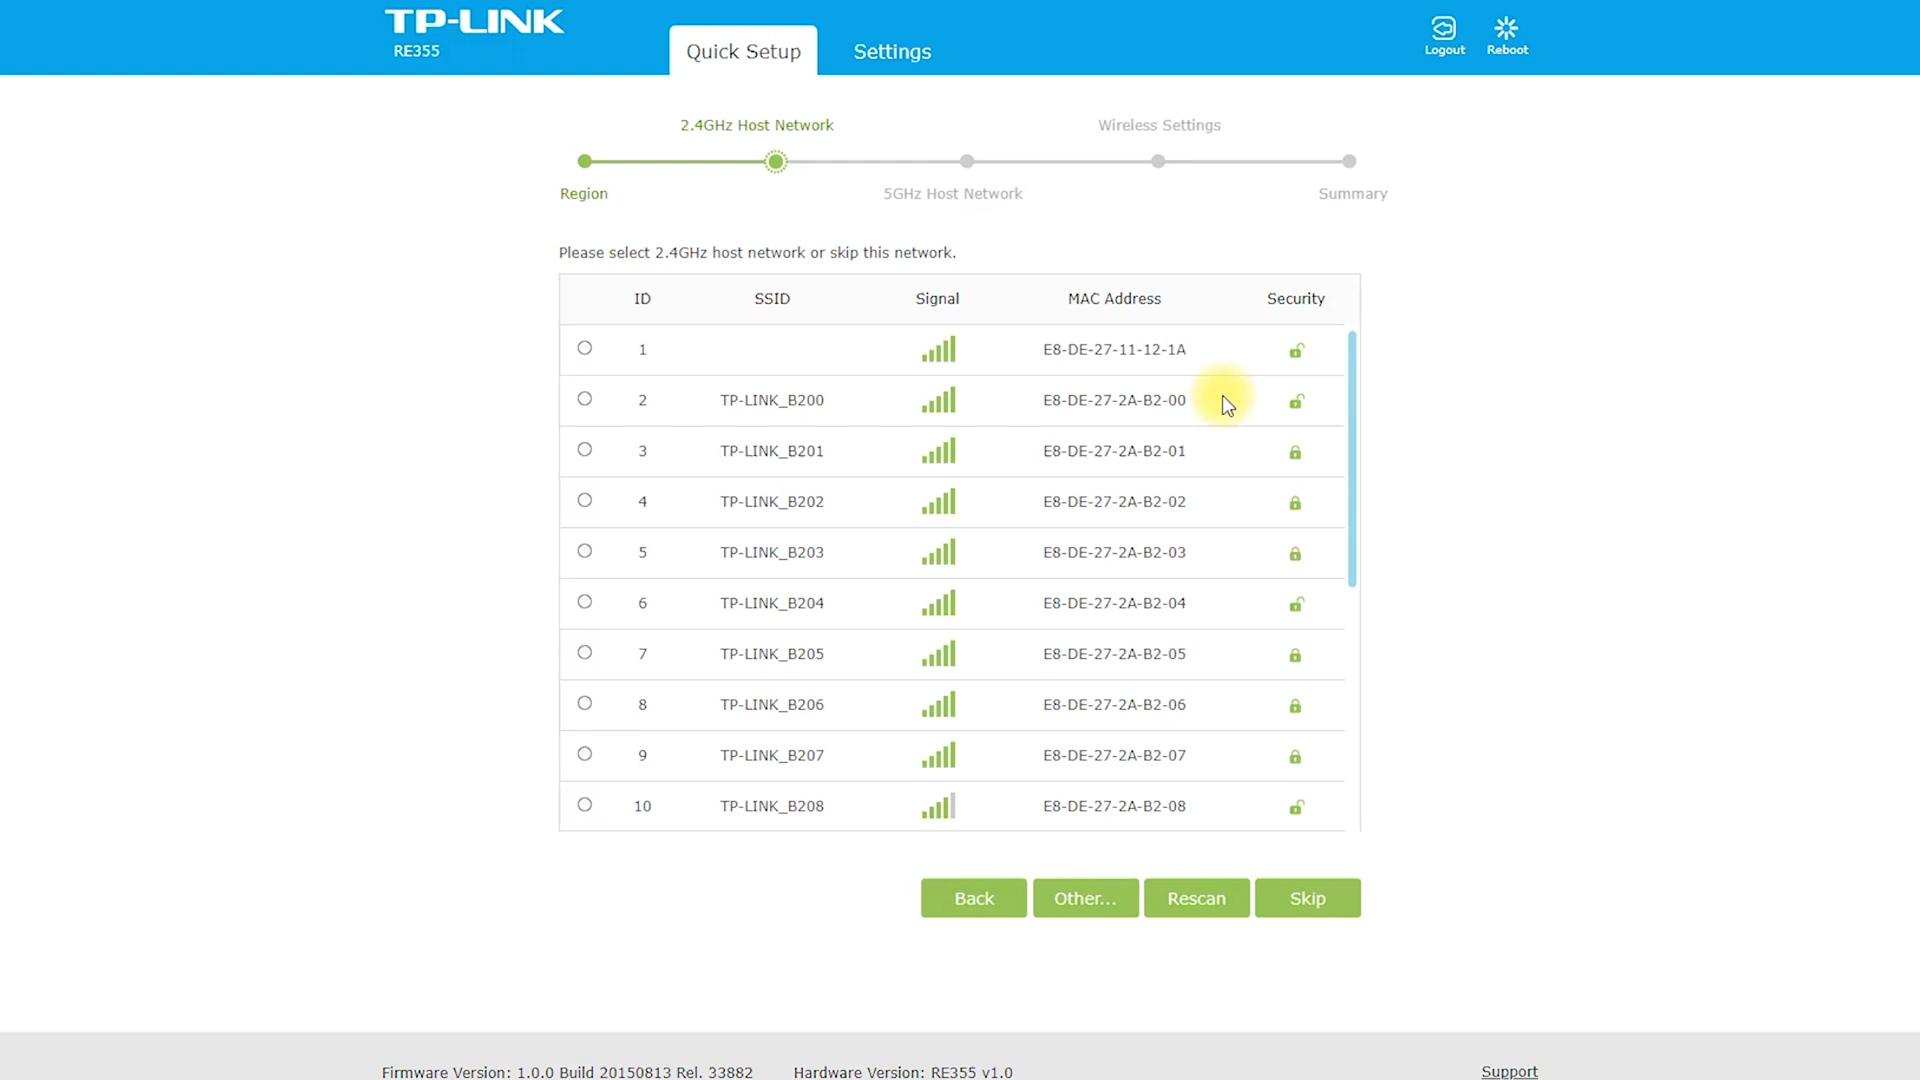 TP-LINK
RE355
Quick Setup
Settings
Logout
Reboot
2.4GHz Host Network
Wireless Settings
Region
5GHz Host Network
Summary
Please select 2.4GHz host network or skip this network.
ID SSID Signal MAC Address Security
1 E8-DE-27-11-12-1A
2 TP-LINK_B200 E8-DE-27-2A-B2-00
3 TP-LINK_B201 E8-DE-27-2A-B2-01
4 TP-LINK_B202 E8-DE-27-2A-B2-02
5 TP-LINK_B203 E8-DE-27-2A-B2-03
6 TP-LINK_B204 E8-DE-27-2A-B2-04
7 TP-LINK_B205 E8-DE-27-2A-B2-05
8 TP-LINK_B206 E8-DE-27-2A-B2-06
9 TP-LINK_B207 E8-DE-27-2A-B2-07
10 TP-LINK_B208 E8-DE-27-2A-B2-08
Back Other... Rescan Skip
Firmware Version: 1.0.0 Build 20150813 Rel. 33882 Hardware Version: RE355 v1.0 Support